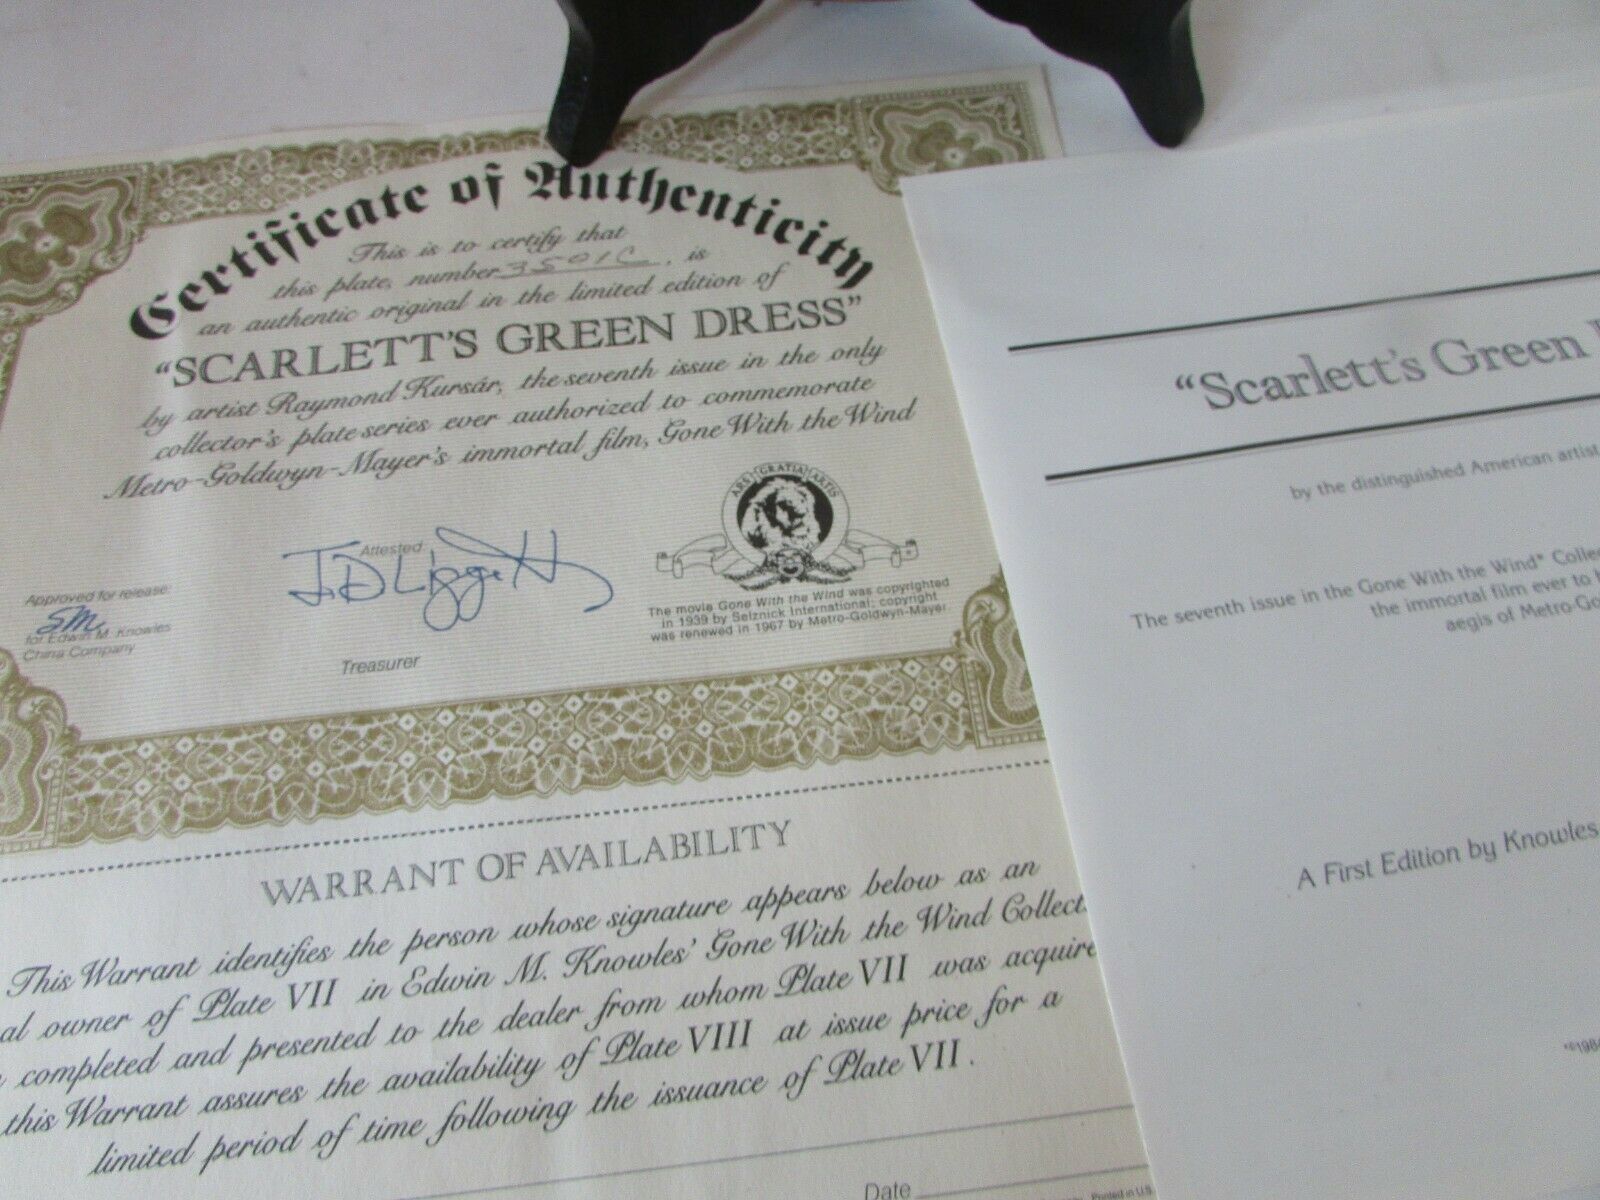 Certificate of Authenticity
This is to certify that
this plate, number 3501C, is
an authentic original in the limited edition of
“SCARLETT'S GREEN DRESS”
by artist Raymond Kursár, the seventh issue in the only
collector's plate series ever authorized to commemorate
Metro-Goldwyn-Mayer's immortal film, Gone With the Wind
ARS GRATIA ARTIS
Attested
J D Liggett
Approved for release:
SM
for Edwin M. Knowles
China Company
Treasurer
The movie Gone With the Wind was copyrighted
in 1939 by Selznick International; copyright
was renewed in 1967 by Metro-Goldwyn-Mayer
WARRANT OF AVAILABILITY
This Warrant identifies the person whose signature appears below as an
al owner of Plate VII in Edwin M. Knowles' Gone With the Wind Collect
completed and presented to the dealer from whom Plate VII was acquire
this Warrant assures the availability of Plate VIII at issue price for a
limited period of time following the issuance of Plate VII.
Date
Printed in U.S.
“Scarlett's Green
by the distinguished American artist
The seventh issue in the Gone With the Wind* Colle
the immortal film ever to
aegis of Metro-Go
A First Edition by Knowles
*©198